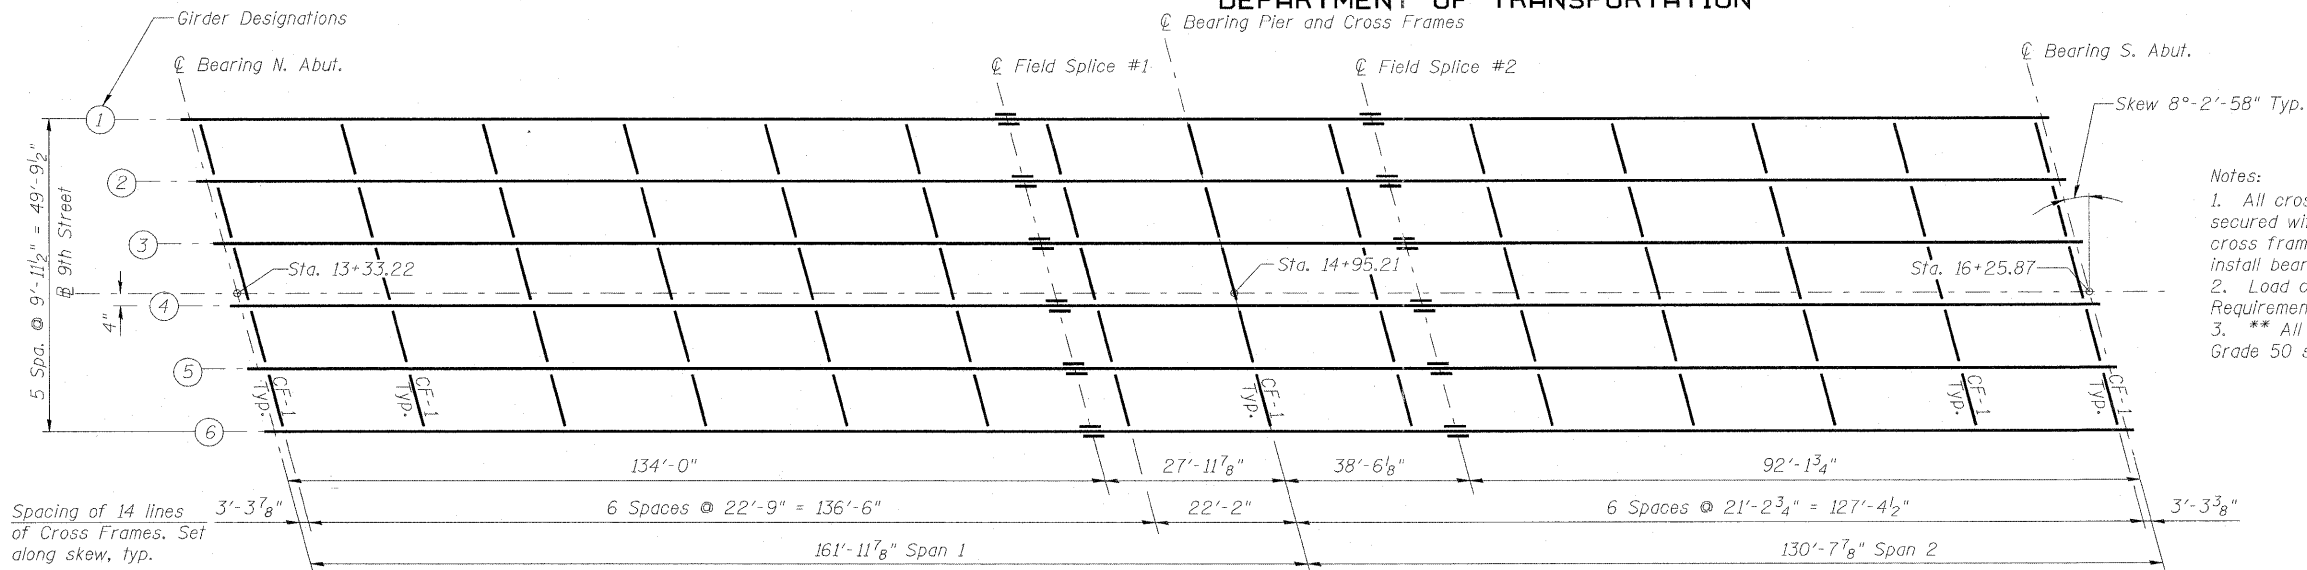 DEPARTMENT OF TRANSPORTATION
Girder Designations
℄ Bearing Pier and Cross Frames
℄ Bearing N. Abut.
℄ Field Splice #1
℄ Field Splice #2
℄ Bearing S. Abut.
Skew 8°-2'-58" Typ.
1
2
3
4
5
6
5 Spa. @ 9'-11½" = 49'-9½"
9th Street
4"
Sta. 13+33.22
Sta. 14+95.21
Sta. 16+25.87
Notes:
1. All cros
secured wi
cross fram
install bear
2. Load c
Requiremen
3. ** All
Grade 50 s
CF-1
Typ.
CF-1
Typ.
CF-1
Typ.
CF-1
Typ.
CF-1
Typ.
134'-0"
27'-11⅞"
38'-6⅛"
92'-1¾"
Spacing of 14 lines
of Cross Frames. Set
along skew, typ.
3'-3⅞"
6 Spaces @ 22'-9" = 136'-6"
22'-2"
6 Spaces @ 21'-2¾" = 127'-4½"
3'-3⅜"
161'-11⅞" Span 1
130'-7⅞" Span 2